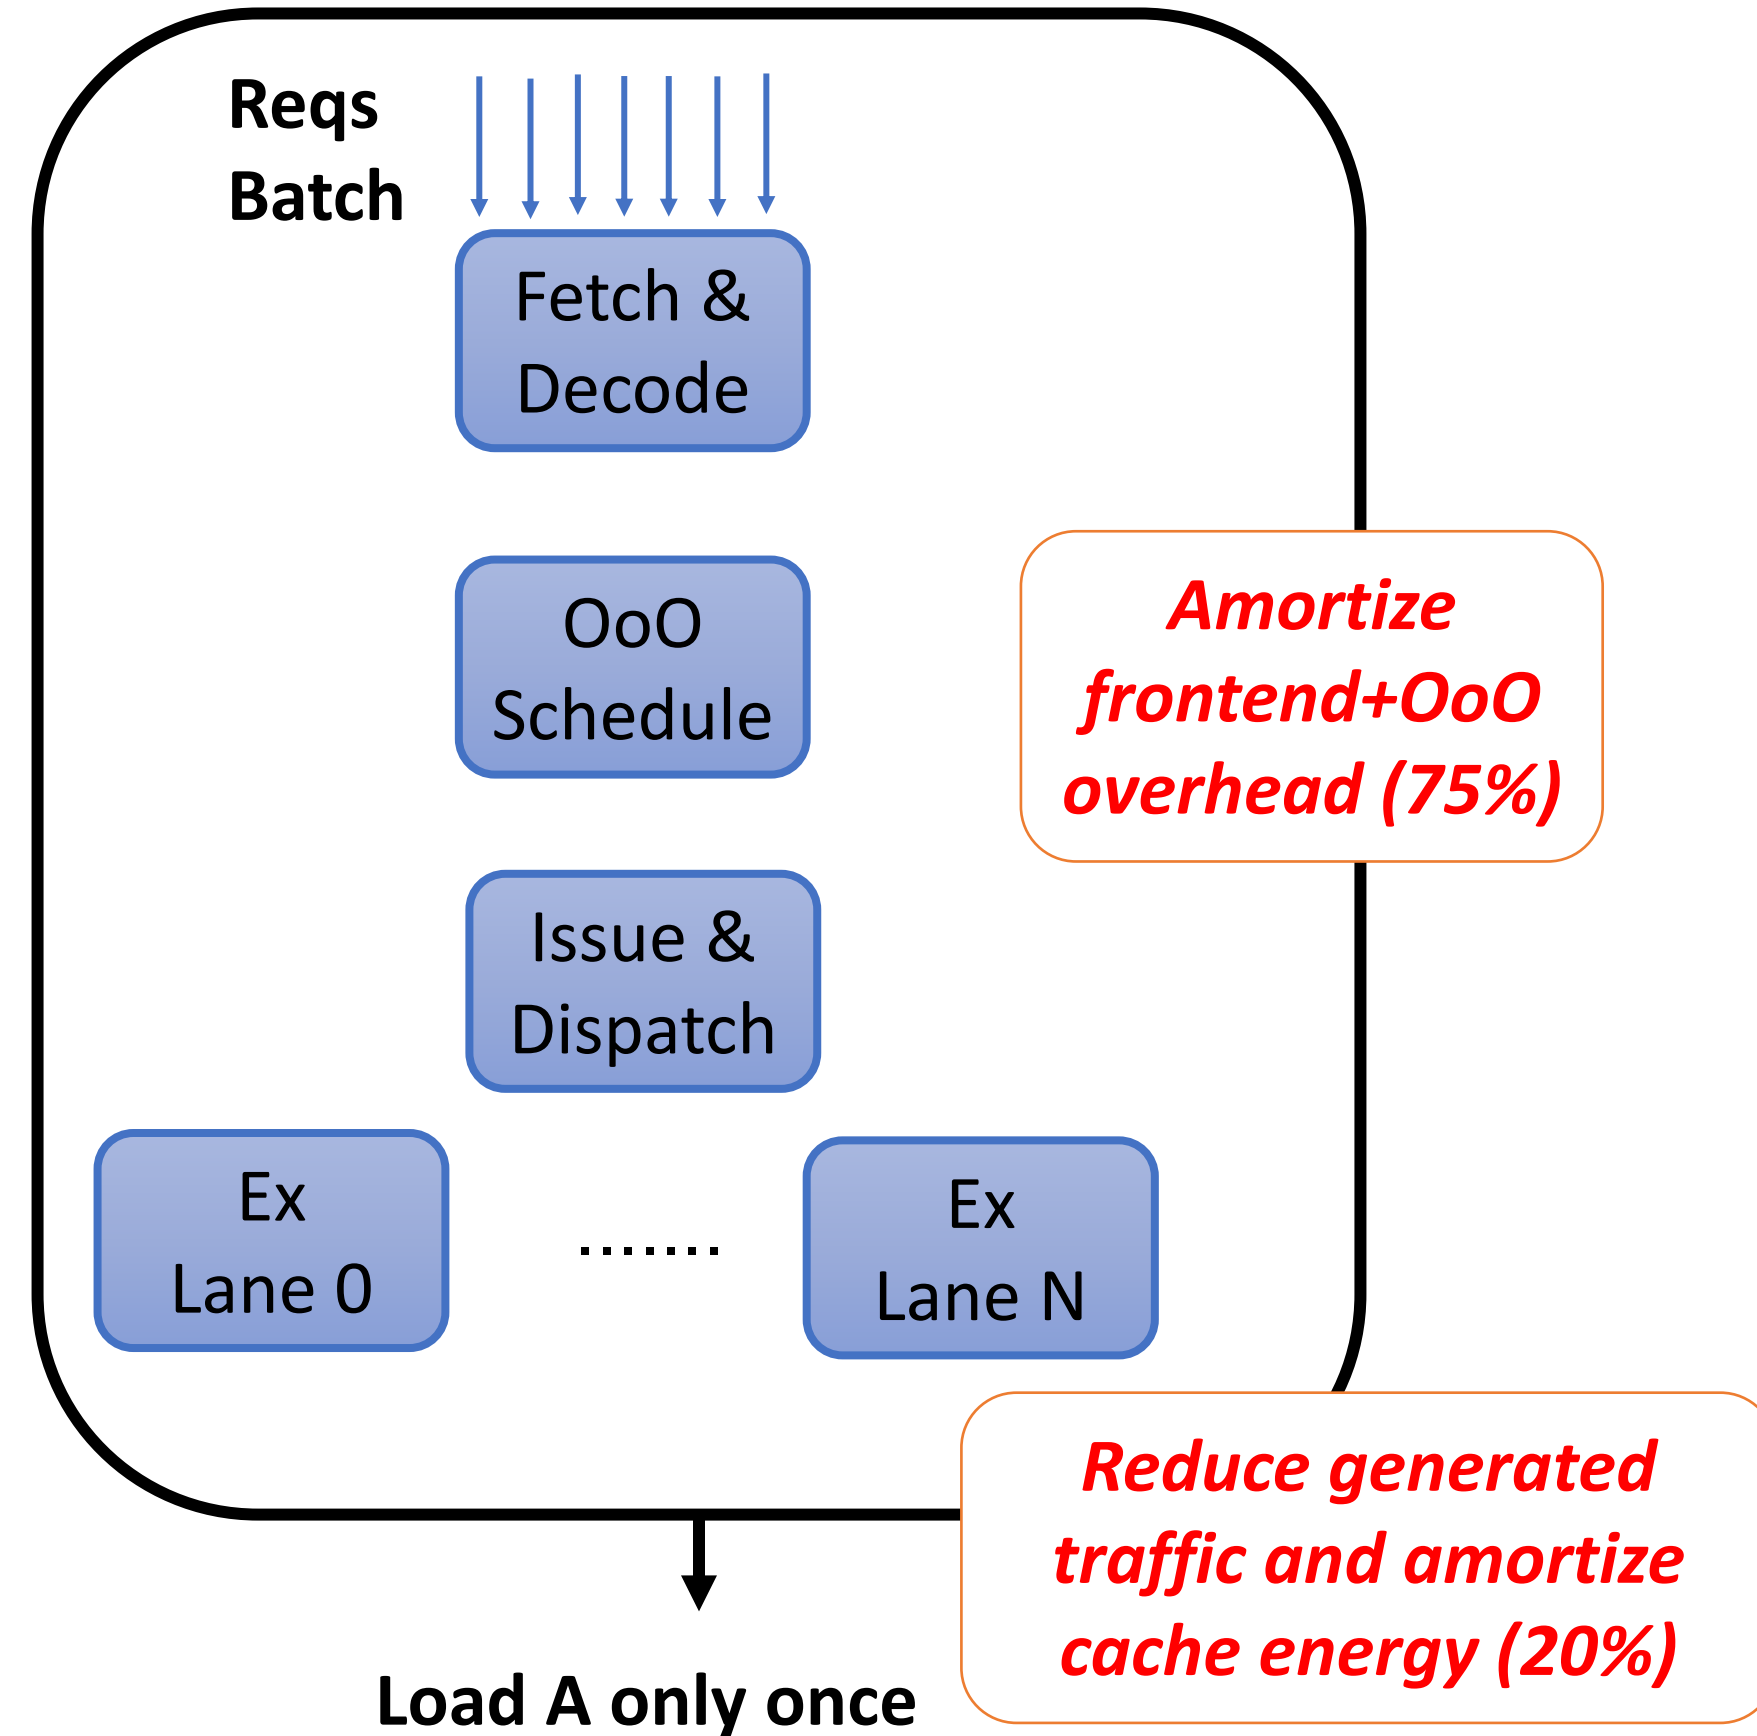 Reqs
Batch
Fetch &
Decode
OoO
Schedule
Amortize
frontend+OoO
overhead (75%)
Issue &
Dispatch
Ex
Lane 0
.......
Ex
Lane N
Reduce generated
traffic and amortize
cache energy (20%)
Load A only once